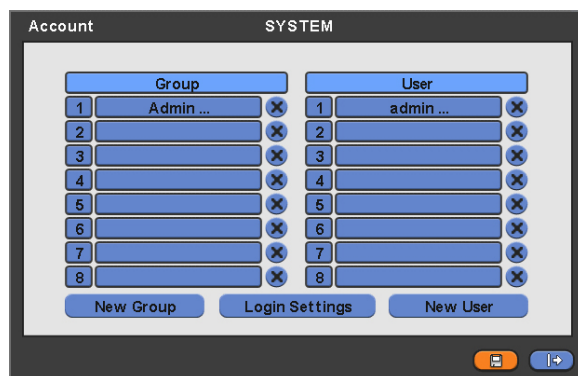 Account SYSTEM
Group User
1 Admin ... 1 admin ...
2 2
3 3
4 4
5 5
6 6
7 7
8 8
New Group Login Settings New User